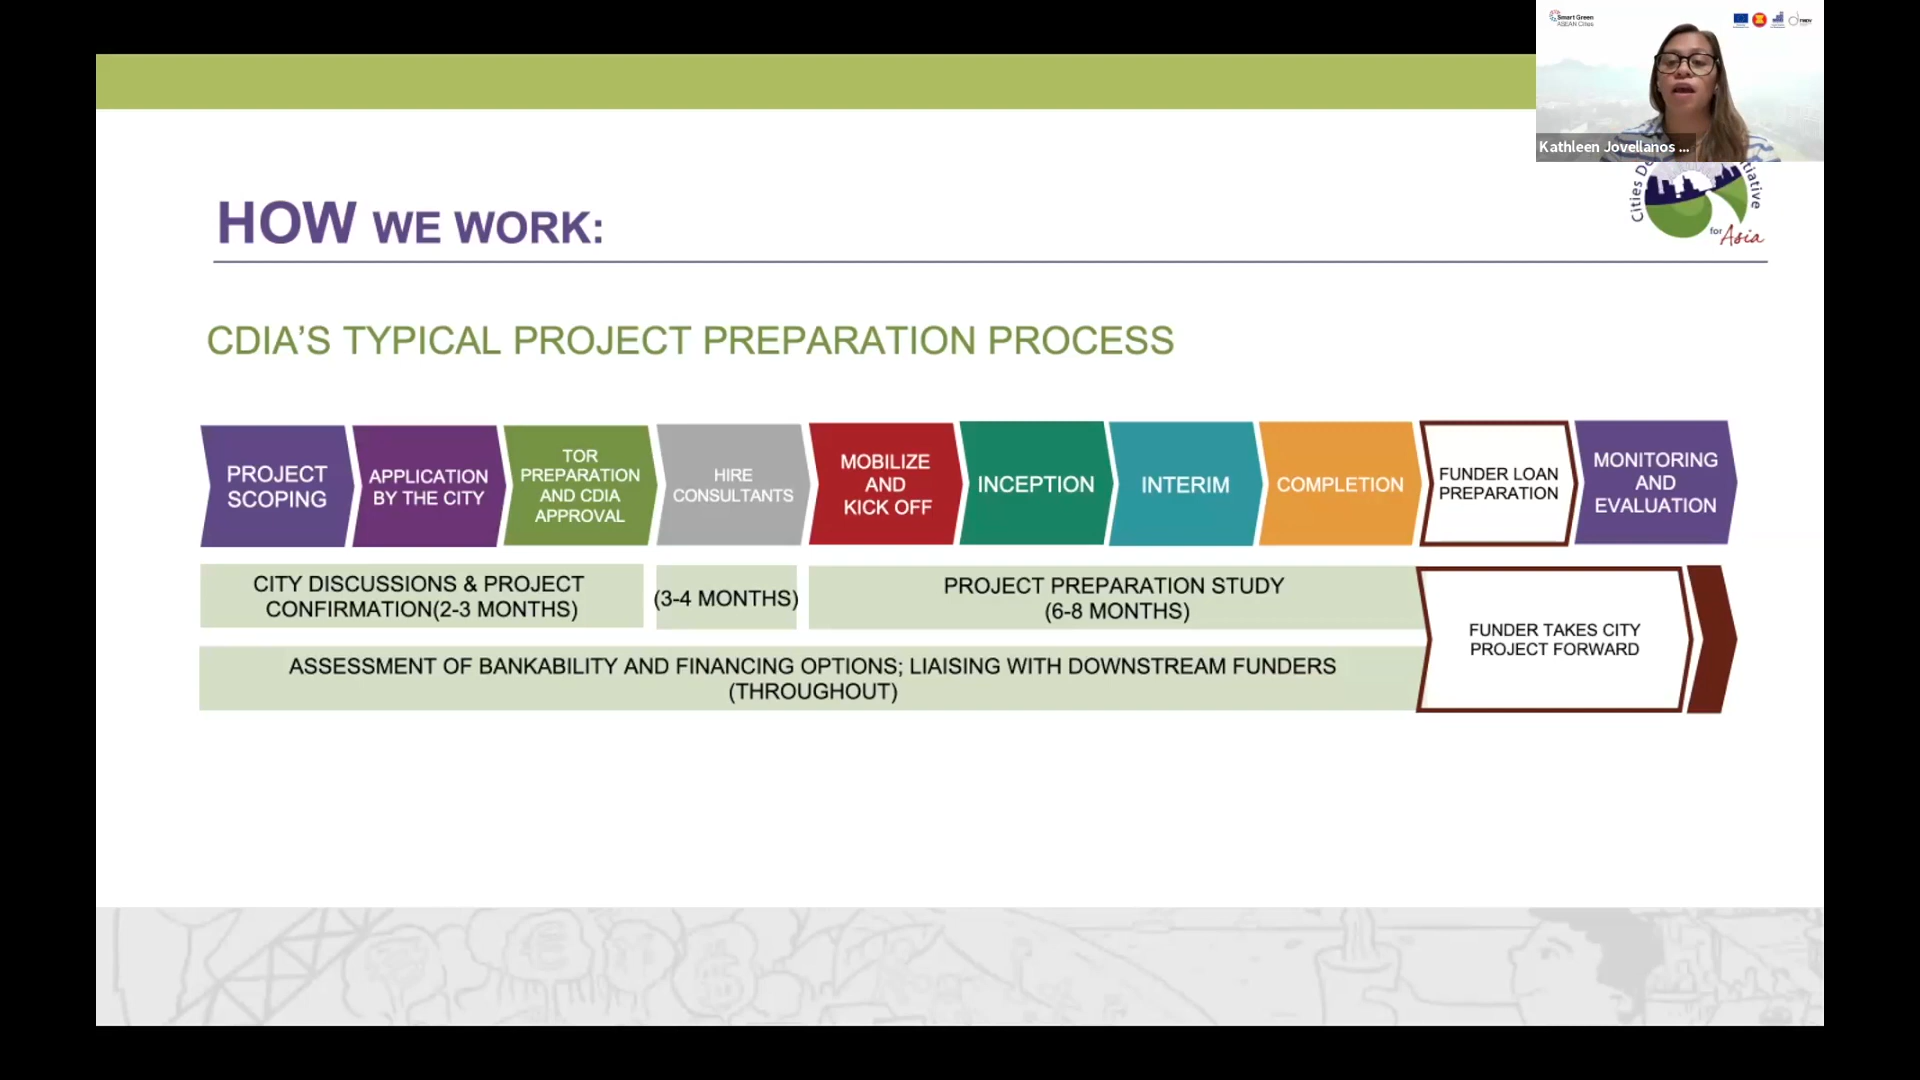 Smart Green
ASEAN Cities
Kathleen Jovellanos ...
HOW WE WORK:
Cities De
tiative
for Asia
CDIA'S TYPICAL PROJECT PREPARATION PROCESS
PROJECT
SCOPING
APPLICATION
BY THE CITY
TOR
PREPARATION
AND CDIA
APPROVAL
HIRE
CONSULTANTS
MOBILIZE
AND
KICK OFF
INCEPTION
INTERIM
COMPLETION
FUNDER LOAN
PREPARATION
MONITORING
AND
EVALUATION
CITY DISCUSSIONS & PROJECT
CONFIRMATION(2-3 MONTHS)
(3-4 MONTHS)
PROJECT PREPARATION STUDY
(6-8 MONTHS)
FUNDER TAKES CITY
PROJECT FORWARD
ASSESSMENT OF BANKABILITY AND FINANCING OPTIONS; LIAISING WITH DOWNSTREAM FUNDERS
(THROUGHOUT)